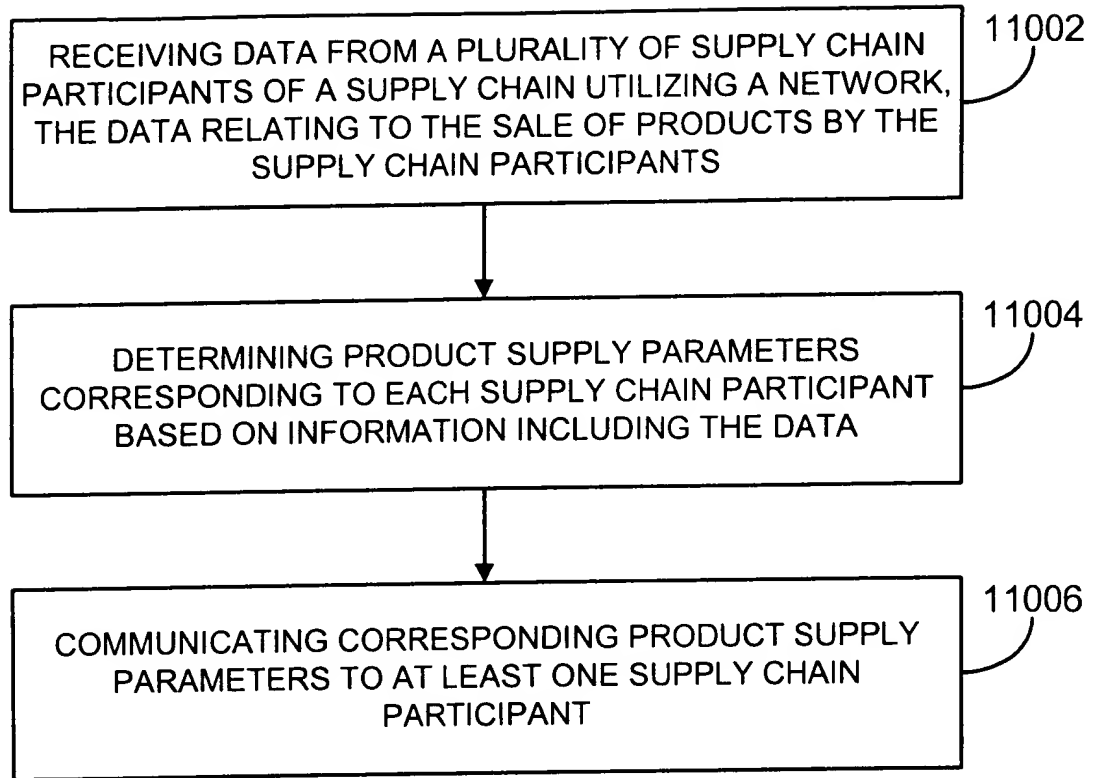 RECEIVING DATA FROM A PLURALITY OF SUPPLY CHAIN
PARTICIPANTS OF A SUPPLY CHAIN UTILIZING A NETWORK,
THE DATA RELATING TO THE SALE OF PRODUCTS BY THE
SUPPLY CHAIN PARTICIPANTS
11002
DETERMINING PRODUCT SUPPLY PARAMETERS
CORRESPONDING TO EACH SUPPLY CHAIN PARTICIPANT
BASED ON INFORMATION INCLUDING THE DATA
11004
COMMUNICATING CORRESPONDING PRODUCT SUPPLY
PARAMETERS TO AT LEAST ONE SUPPLY CHAIN
PARTICIPANT
11006